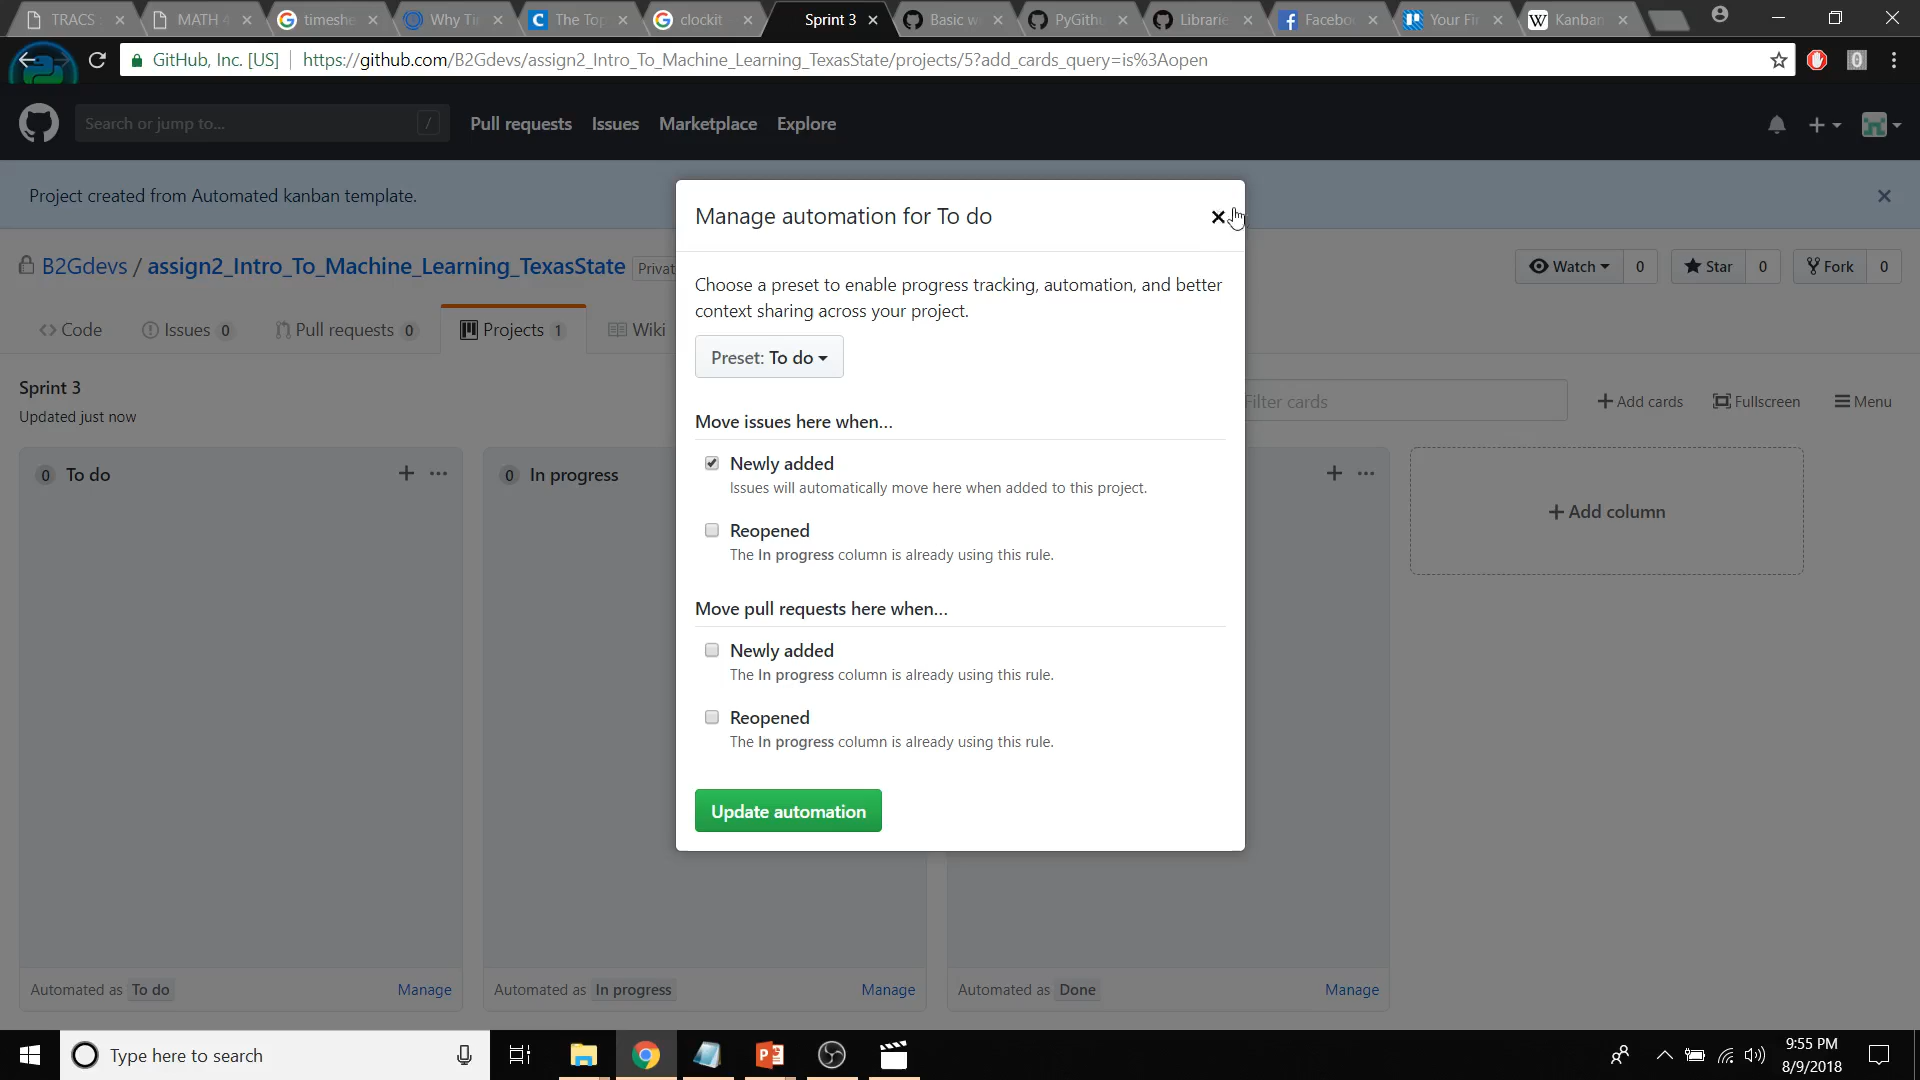 TRACS
MATH 4
timeshe
Why Ti
The Top
clockit
Sprint 3
Basic w
PyGithu
Librarie
Facebo
Your Fir
Kanban
GitHub, Inc. [US]
https://github.com/B2Gdevs/assign2_Intro_To_Machine_Learning_TexasState/projects/5?add_cards_query=is%3Aopen
Search or jump to...
/
Pull requests
Issues
Marketplace
Explore
Project created from Automated kanban template.
B2Gdevs / assign2_Intro_To_Machine_Learning_TexasState
Privat
Watch
0
Star
0
Fork
0
Code
Issues 0
Pull requests 0
Projects 1
Wiki
Sprint 3
Updated just now
Filter cards
Add cards
Fullscreen
Menu
0 To do
0 In progress
Add column
Automated as To do
Manage
Automated as In progress
Manage
Automated as Done
Manage
Manage automation for To do
Choose a preset to enable progress tracking, automation, and better
context sharing across your project.
Preset: To do
Move issues here when...
Newly added
Issues will automatically move here when added to this project.
Reopened
The In progress column is already using this rule.
Move pull requests here when...
Newly added
The In progress column is already using this rule.
Reopened
The In progress column is already using this rule.
Update automation
Type here to search
9:55 PM
8/9/2018